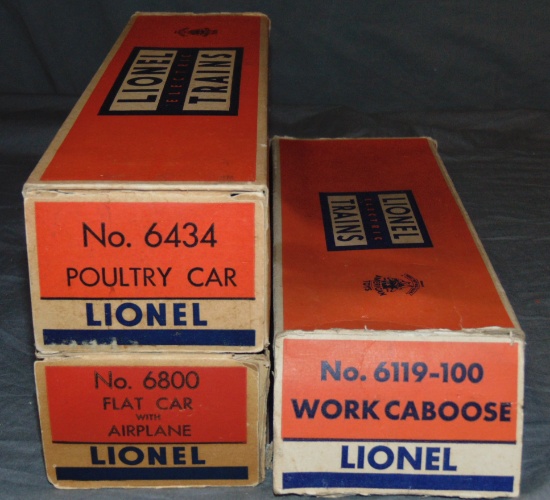 LIONEL
ELECTRIC
TRAINS
No. 6434
POULTRY CAR
LIONEL
No. 6800
FLAT CAR
WITH
AIRPLANE
LIONEL
LIONEL
ELECTRIC
TRAINS
No. 6119-100
WORK CABOOSE
LIONEL